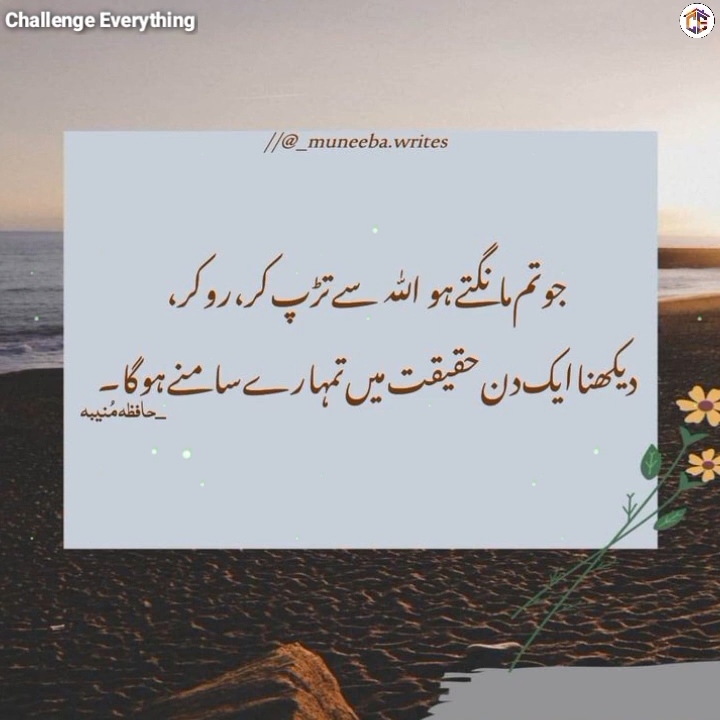 Challenge Everything
//@_muneeba.writes
جو تم مانگتے ہو اللہ سے تڑپ کر، رو کر،
دیکھنا ایک دن حقیقت میں تمہارے سامنے ہوگا۔
_حافظہ مُنیبہ